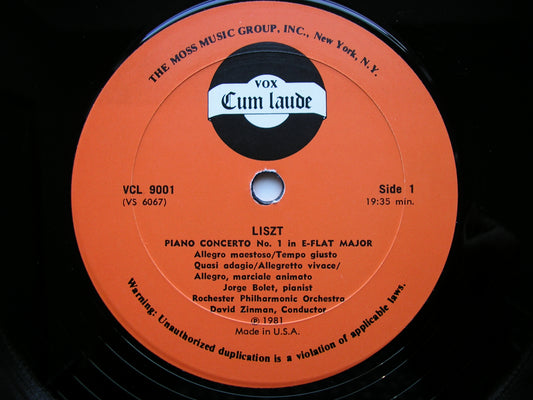 THE MOSS MUSIC GROUP, INC., New York, N.Y.
VOX
Cum laude
VCL 9001
(VS 6067)
Side 1
19:35 min.
LISZT
PIANO CONCERTO No. 1 in E-FLAT MAJOR
Allegro maestoso/Tempo giusto
Quasi adagio/Allegretto vivace/
Allegro, marciale animato
Jorge Bolet, pianist
Rochester Philharmonic Orchestra
David Zinman, Conductor
℗ 1981
Made in U.S.A.
Warning: Unauthorized duplication is a violation of applicable laws.